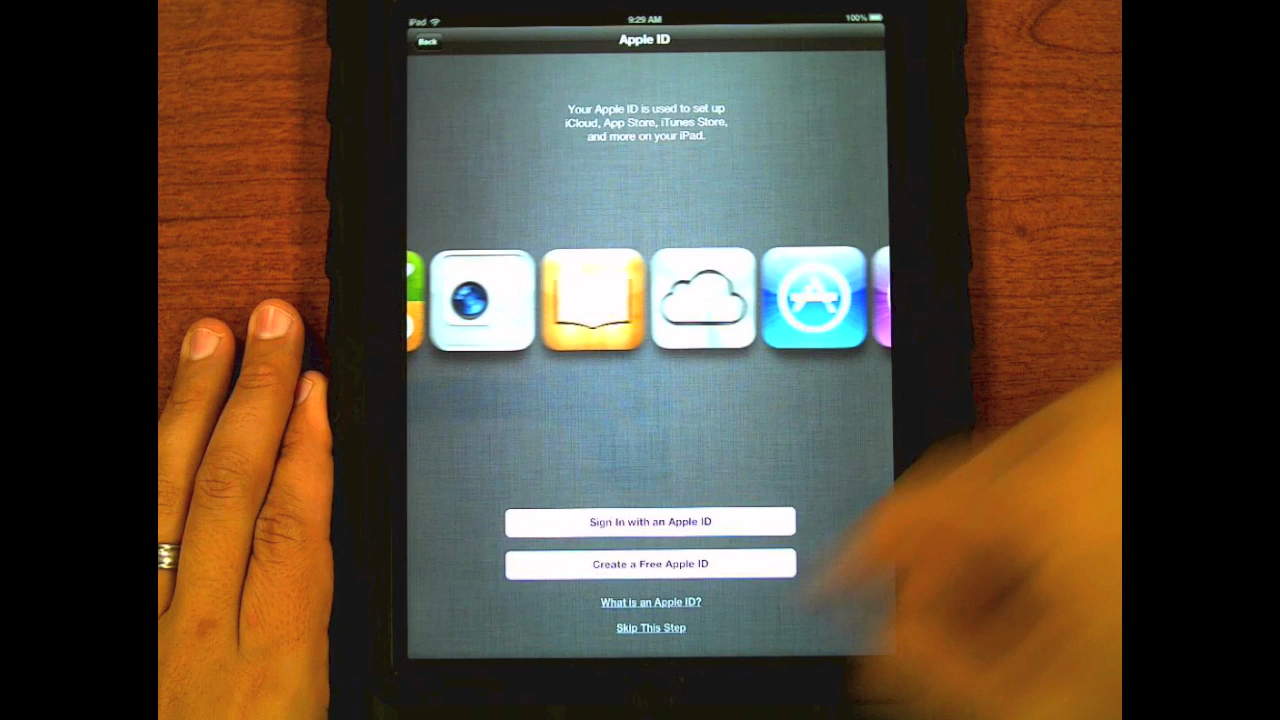 iPad 9:29 AM 100%
Back Apple ID
Your Apple ID is used to set up
iCloud, App Store, iTunes Store,
and more on your iPad.
Sign In with an Apple ID
Create a Free Apple ID
What is an Apple ID?
Skip This Step